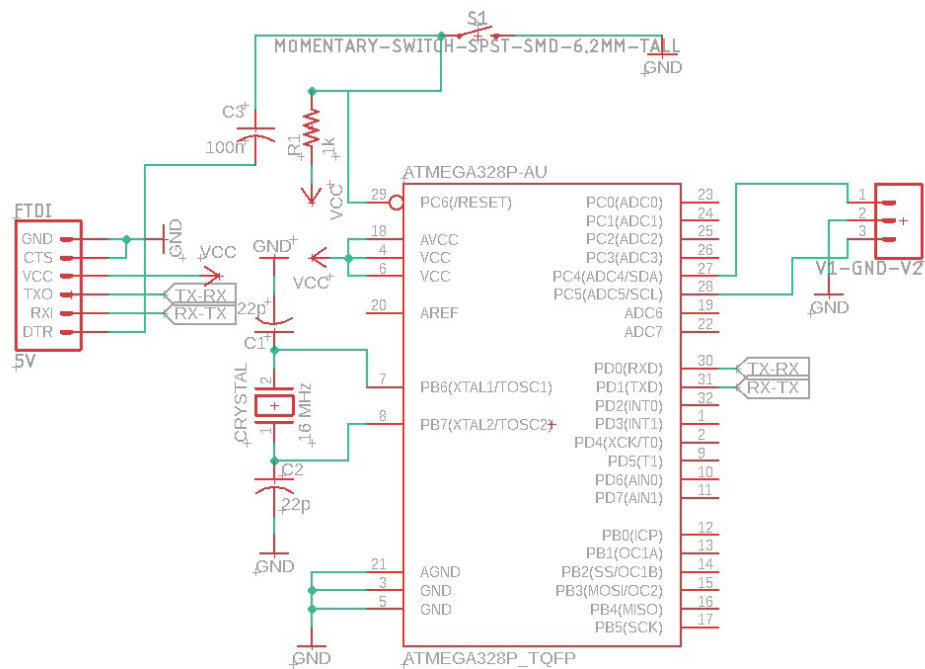 S1
MOMENTARY-SWITCH-SPST-SMD-6.2MM-TALL
GND
C3
100n
R1
1k
VCC
ATMEGA328P-AU
29
PC6(/RESET)
18
AVCC
4
VCC
6
VCC
20
AREF
7
PB6(XTAL1/TOSC1)
8
PB7(XTAL2/TOSC2)
21
AGND
3
GND
5
GND
PC0(ADC0)
23
PC1(ADC1)
24
PC2(ADC2)
25
PC3(ADC3)
26
PC4(ADC4/SDA)
27
PC5(ADC5/SCL)
28
ADC6
19
ADC7
22
PD0(RXD)
30
PD1(TXD)
31
PD2(INT0)
32
PD3(INT1)
1
PD4(XCK/T0)
2
PD5(T1)
9
PD6(AIN0)
10
PD7(AIN1)
11
PB0(ICP)
12
PB1(OC1A)
13
PB2(SS/OC1B)
14
PB3(MOSI/OC2)
15
PB4(MISO)
16
PB5(SCK)
17
ATMEGA328P_TQFP
TX-RX
RX-TX
1
2
3
V1-GND-V2
GND
FTDI
GND
CTS
VCC
TXO
RXI
DTR
5V
GND
VCC
TX-RX
RX-TX
GND
VCC
22p
C1
CRYSTAL
2
1
16 MHz
C2
22p
GND
GND